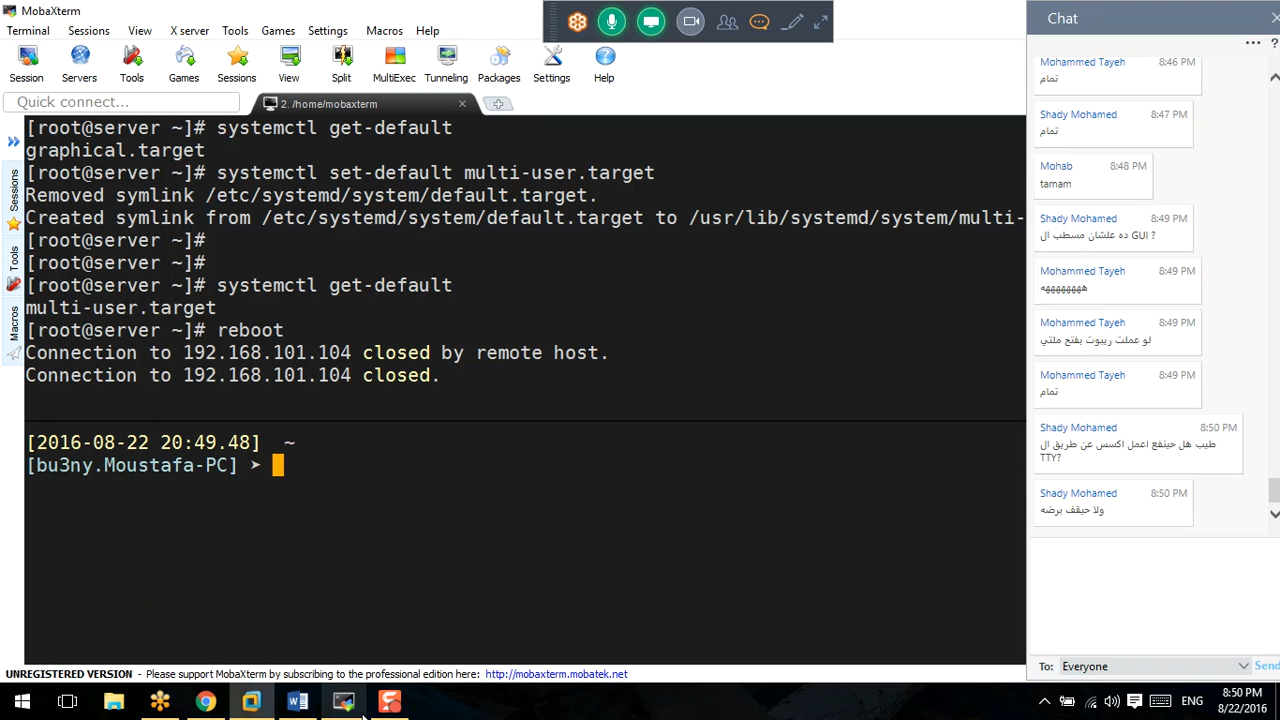 MobaXterm
Terminal Sessions View X server Tools Games Settings Macros Help
Session Servers Tools Games Sessions View Split MultiExec Tunneling Packages Settings Help
Quick connect...
2. /home/mobaxterm
Sessions
Tools
Macros
[root@server ~]# systemctl get-default
graphical.target
[root@server ~]# systemctl set-default multi-user.target
Removed symlink /etc/systemd/system/default.target.
Created symlink from /etc/systemd/system/default.target to /usr/lib/systemd/system/multi-
[root@server ~]#
[root@server ~]#
[root@server ~]# systemctl get-default
multi-user.target
[root@server ~]# reboot
Connection to 192.168.101.104 closed by remote host.
Connection to 192.168.101.104 closed.
[2016-08-22 20:49.48] ~
[bu3ny.Moustafa-PC] ➤
Chat
Mohammed Tayeh 8:46 PM
تمام
Shady Mohamed 8:47 PM
تمام
Mohab 8:48 PM
tamam
Shady Mohamed 8:49 PM
ده علشان مسطب ال GUI ?
Mohammed Tayeh 8:49 PM
هههههههههه
Mohammed Tayeh 8:49 PM
لو عملت ريبوت بفتح ملتي
Mohammed Tayeh 8:49 PM
تمام
Shady Mohamed 8:50 PM
طيب هل حينفع اعمل اكسس عن طريق ال
TTY?
Shady Mohamed 8:50 PM
ولا حيقف برضه
To: Everyone Send
UNREGISTERED VERSION - Please support MobaXterm by subscribing to the professional edition here: http://mobaxterm.mobatek.net
ENG
8:50 PM
8/22/2016